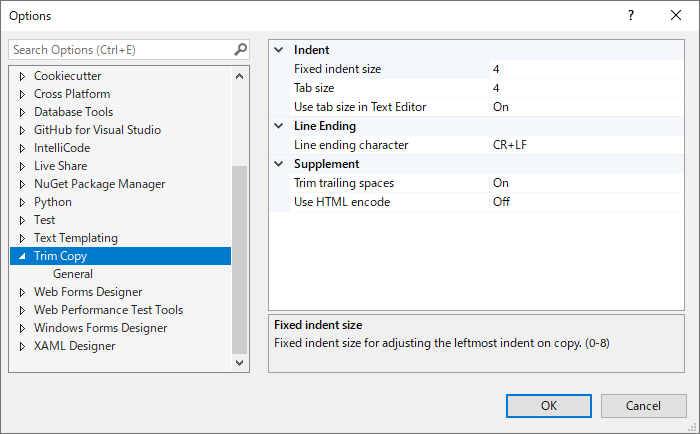 Options
?
Search Options (Ctrl+E)
Cookiecutter
Cross Platform
Database Tools
GitHub for Visual Studio
IntelliCode
Live Share
NuGet Package Manager
Python
Test
Text Templating
Trim Copy
General
Web Forms Designer
Web Performance Test Tools
Windows Forms Designer
XAML Designer
Indent
Fixed indent size 4
Tab size 4
Use tab size in Text Editor On
Line Ending
Line ending character CR+LF
Supplement
Trim trailing spaces On
Use HTML encode Off
Fixed indent size
Fixed indent size for adjusting the leftmost indent on copy. (0-8)
OK Cancel